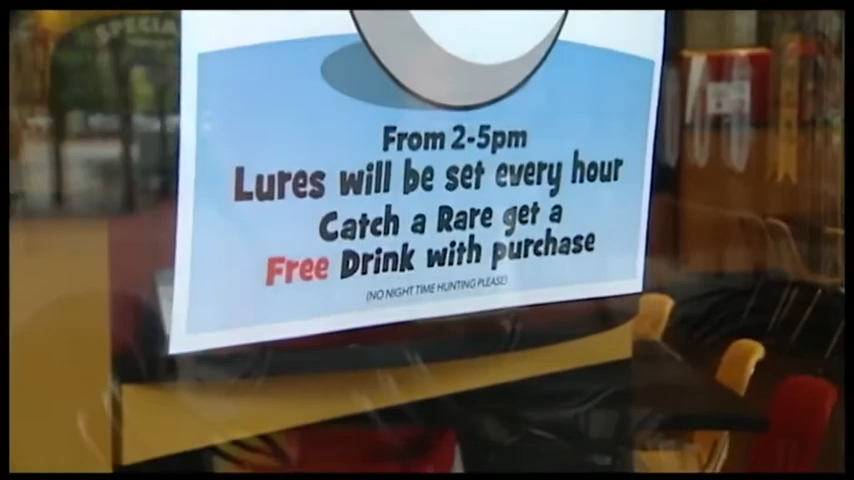 SPECIA
From 2-5pm
Lures will be set every hour
Catch a Rare get a
Free Drink with purchase
(NO NIGHT TIME HUNTING PLEASE)